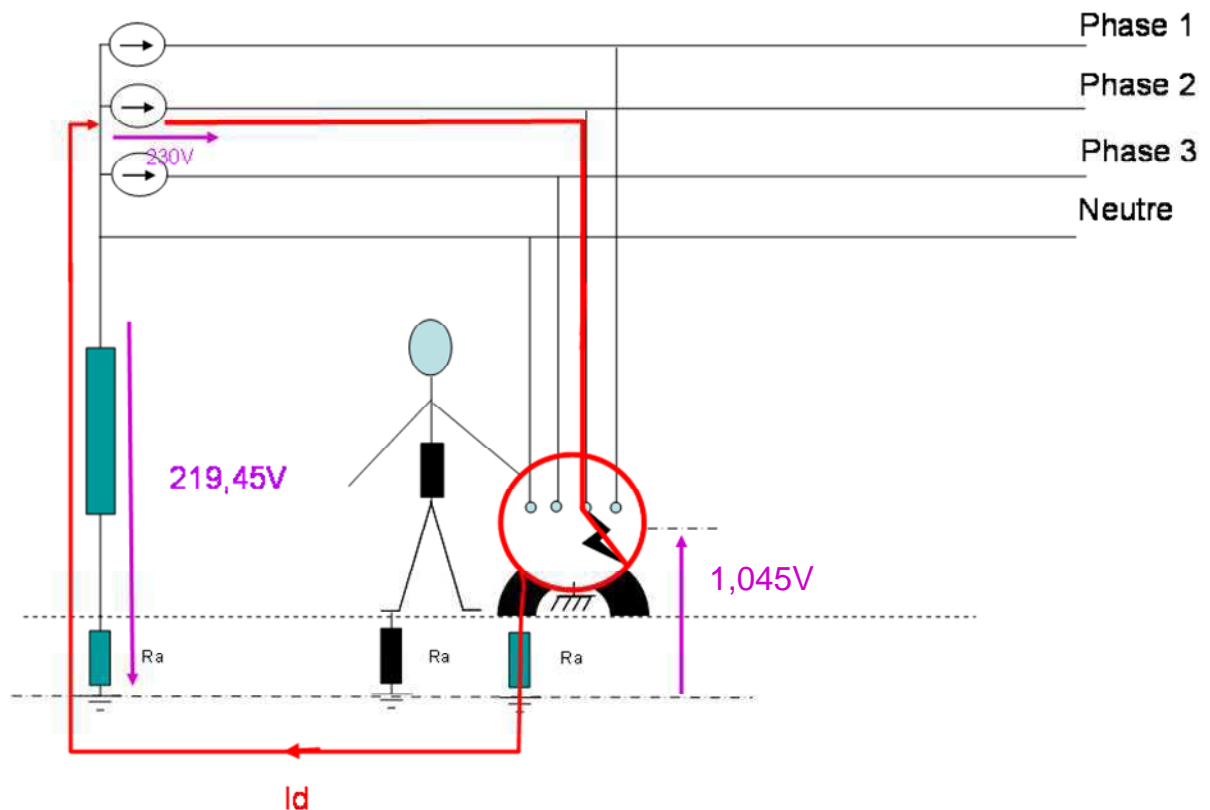 Phase 1
Phase 2
230V
Phase 3
Neutre
219,45V
1,045V
Ra
Ra
Ra
Id